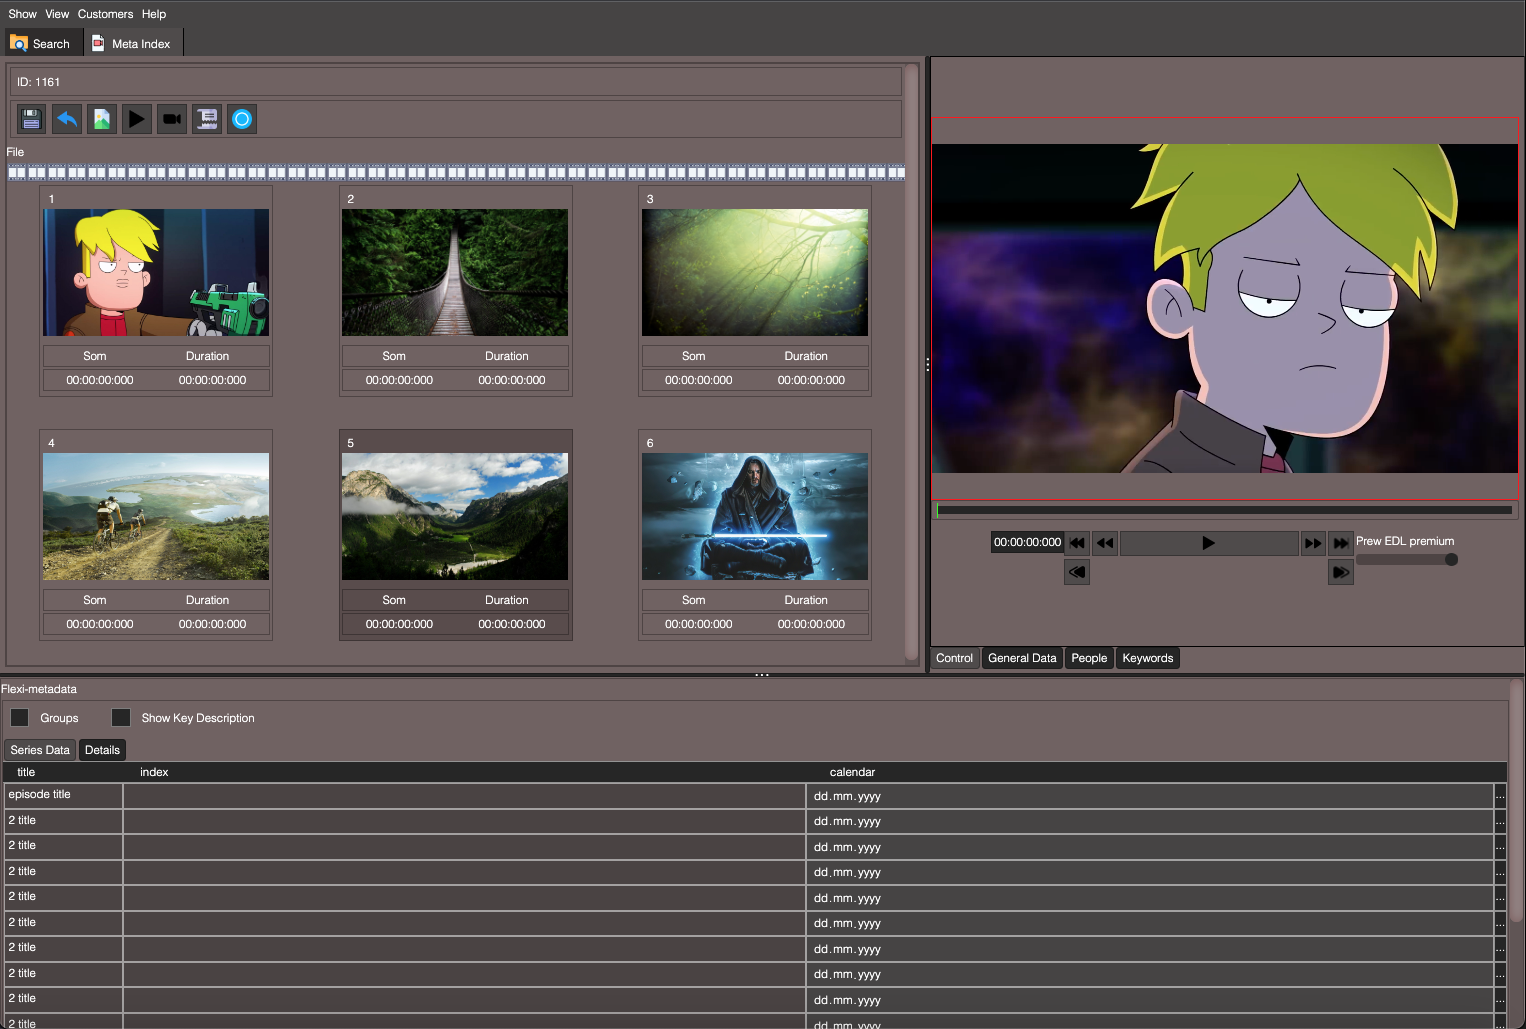 Show View Customers Help
Search Meta Index
ID: 1161
File
1 2 3
Som Duration Som Duration Som Duration
00:00:00:000 00:00:00:000 00:00:00:000 00:00:00:000 00:00:00:000 00:00:00:000
4 5 6
Som Duration Som Duration Som Duration
00:00:00:000 00:00:00:000 00:00:00:000 00:00:00:000 00:00:00:000 00:00:00:000
00:00:00:000 Prew EDL premium
Control General Data People Keywords
Flexi-metadata
Groups Show Key Description
Series Data Details
title index calendar
episode title dd.mm.yyyy ...
2 title dd.mm.yyyy ...
2 title dd.mm.yyyy ...
2 title dd.mm.yyyy ...
2 title dd.mm.yyyy ...
2 title dd.mm.yyyy ...
2 title dd.mm.yyyy ...
2 title dd.mm.yyyy ...
2 title dd.mm.yyyy ...
2 title dd.mm.yyyy ...